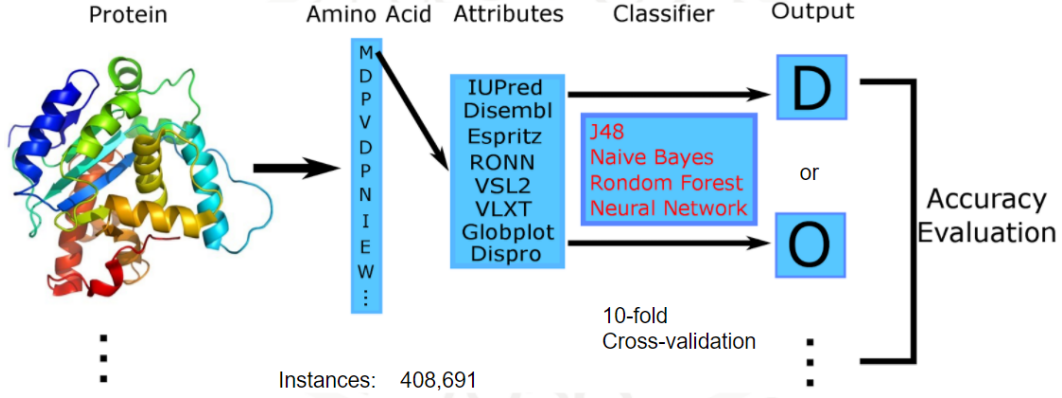 Protein
Amino Acid
Attributes
Classifier
Output
M
D
P
V
D
P
N
I
E
W
⋮
IUPred
Disembl
Espritz
RONN
VSL2
VLXT
Globplot
Dispro
J48
Naive Bayes
Rondom Forest
Neural Network
D
or
O
Accuracy
Evaluation
10-fold
Cross-validation
Instances: 408,691